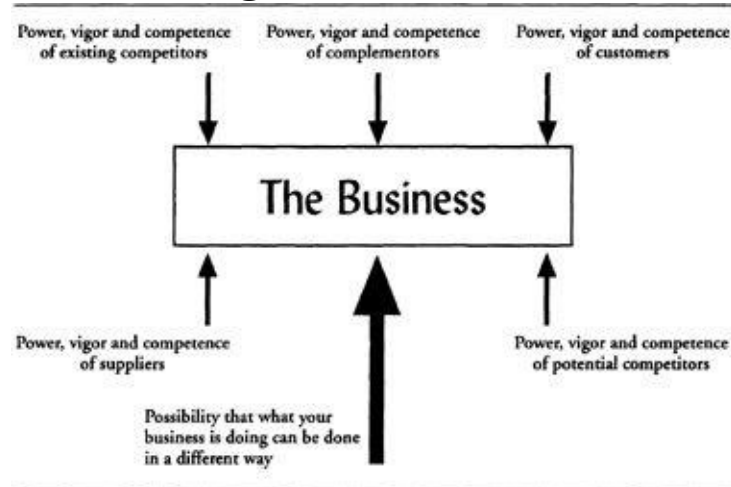 Power, vigor and competence
of existing competitors
Power, vigor and competence
of complementors
Power, vigor and competence
of customers
The Business
Power, vigor and competence
of suppliers
Power, vigor and competence
of potential competitors
Possibility that what your
business is doing can be done
in a different way